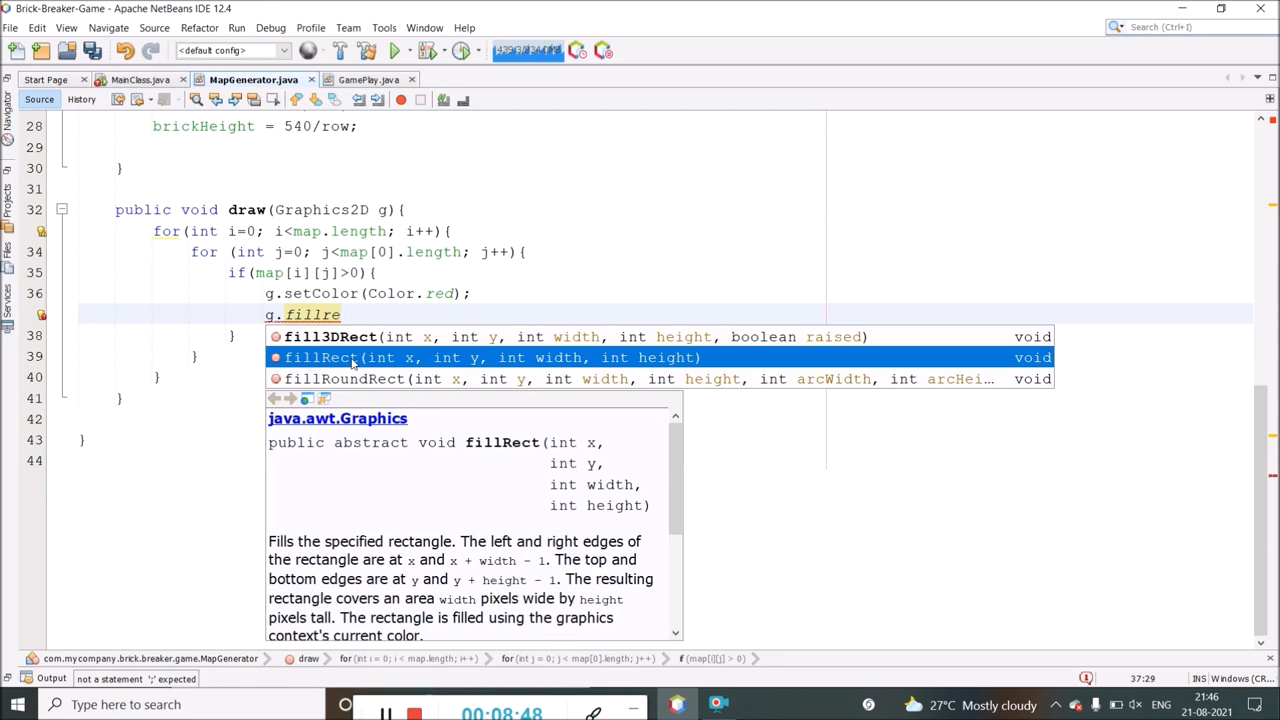 Brick-Breaker-Game - Apache NetBeans IDE 12.4
File Edit View Navigate Source Refactor Run Debug Profile Team Tools Window Help
Search (Ctrl+I)
<default config>
Start Page MainClass.java MapGenerator.java GamePlay.java
Source History
Navigator
Projects
Files
Services
28 brickHeight = 540/row;
29
30 }
31
32 public void draw(Graphics2D g){
for(int i=0; i<map.length; i++){
34 for (int j=0; j<map[0].length; j++){
35 if(map[i][j]>0){
36 g.setColor(Color.red);
g.fillre
38 }
39 }
40 }
41 }
42
43 }
44
fill3DRect(int x, int y, int width, int height, boolean raised) void
fillRect(int x, int y, int width, int height) void
fillRoundRect(int x, int y, int width, int height, int arcWidth, int arcHei... void
java.awt.Graphics
public abstract void fillRect(int x,
int y,
int width,
int height)
Fills the specified rectangle. The left and right edges of
the rectangle are at x and x + width - 1. The top and
bottom edges are at y and y + height - 1. The resulting
rectangle covers an area width pixels wide by height
pixels tall. The rectangle is filled using the graphics
context's current color.
com.mycompany.brick.breaker.game.MapGenerator draw for (int i = 0; i < map.length; i++) for (int j = 0; j < map[0].length; j++) if (map[i][j] > 0)
Output not a statement ';' expected 37:29 INS Windows (CR...
Type here to search
00:08:48
27°C Mostly cloudy
21:46
21-08-2021